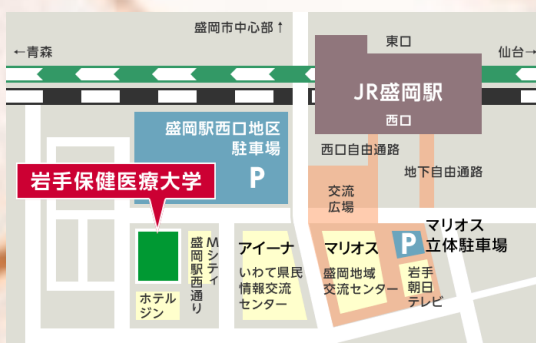 盛岡市中心部↑
←青森
東口
仙台→
JR盛岡駅
西口
盛岡駅西口地区
駐車場
P
西口自由通路
地下自由通路
岩手保健医療大学
交流
広場
マリオス
立体駐車場
P
Mシティ
盛岡駅西通り
アイーナ
いわて県民
情報交流
センター
マリオス
盛岡地域
交流センター
岩手
朝日
テレビ
ホテル
ジン